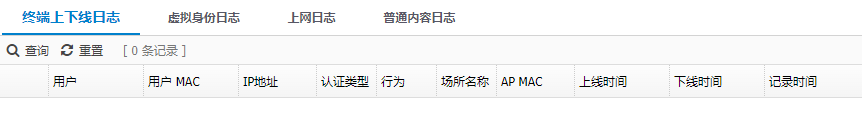 终端上下线日志 虚拟身份日志 上网日志 普通内容日志
查询 重置 [ 0 条记录 ]
用户 用户 MAC IP地址 认证类型 行为 场所名称 AP MAC 上线时间 下线时间 记录时间